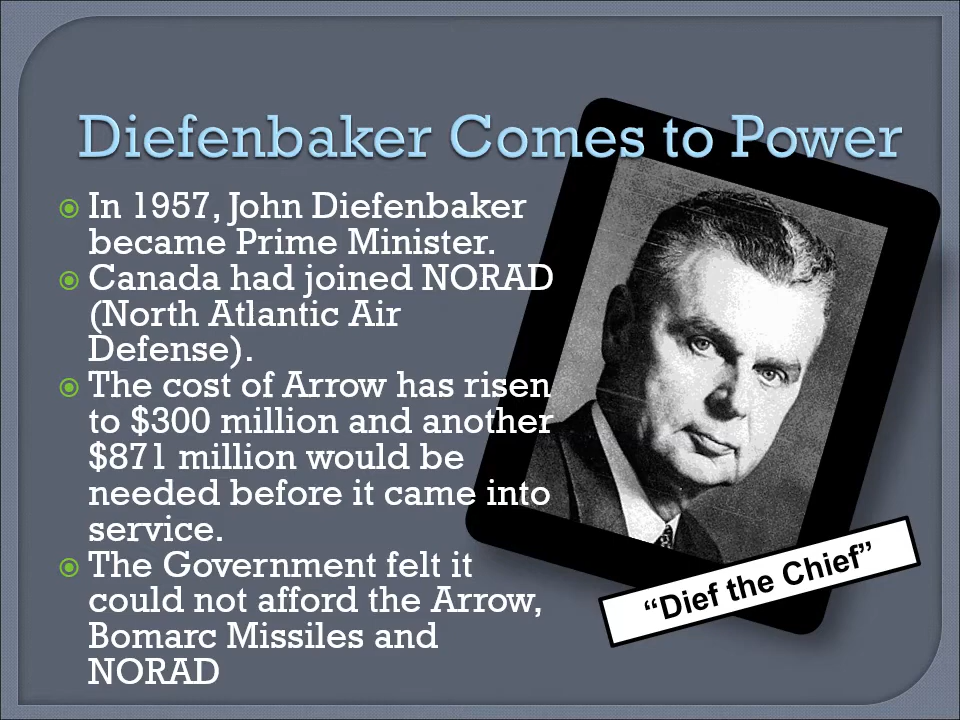 Diefenbaker Comes to Power
In 1957, John Diefenbaker
became Prime Minister.
Canada had joined NORAD
(North Atlantic Air
Defense).
The cost of Arrow has risen
to $300 million and another
$871 million would be
needed before it came into
service.
The Government felt it
could not afford the Arrow,
Bomarc Missiles and
NORAD
“Dief the Chief”